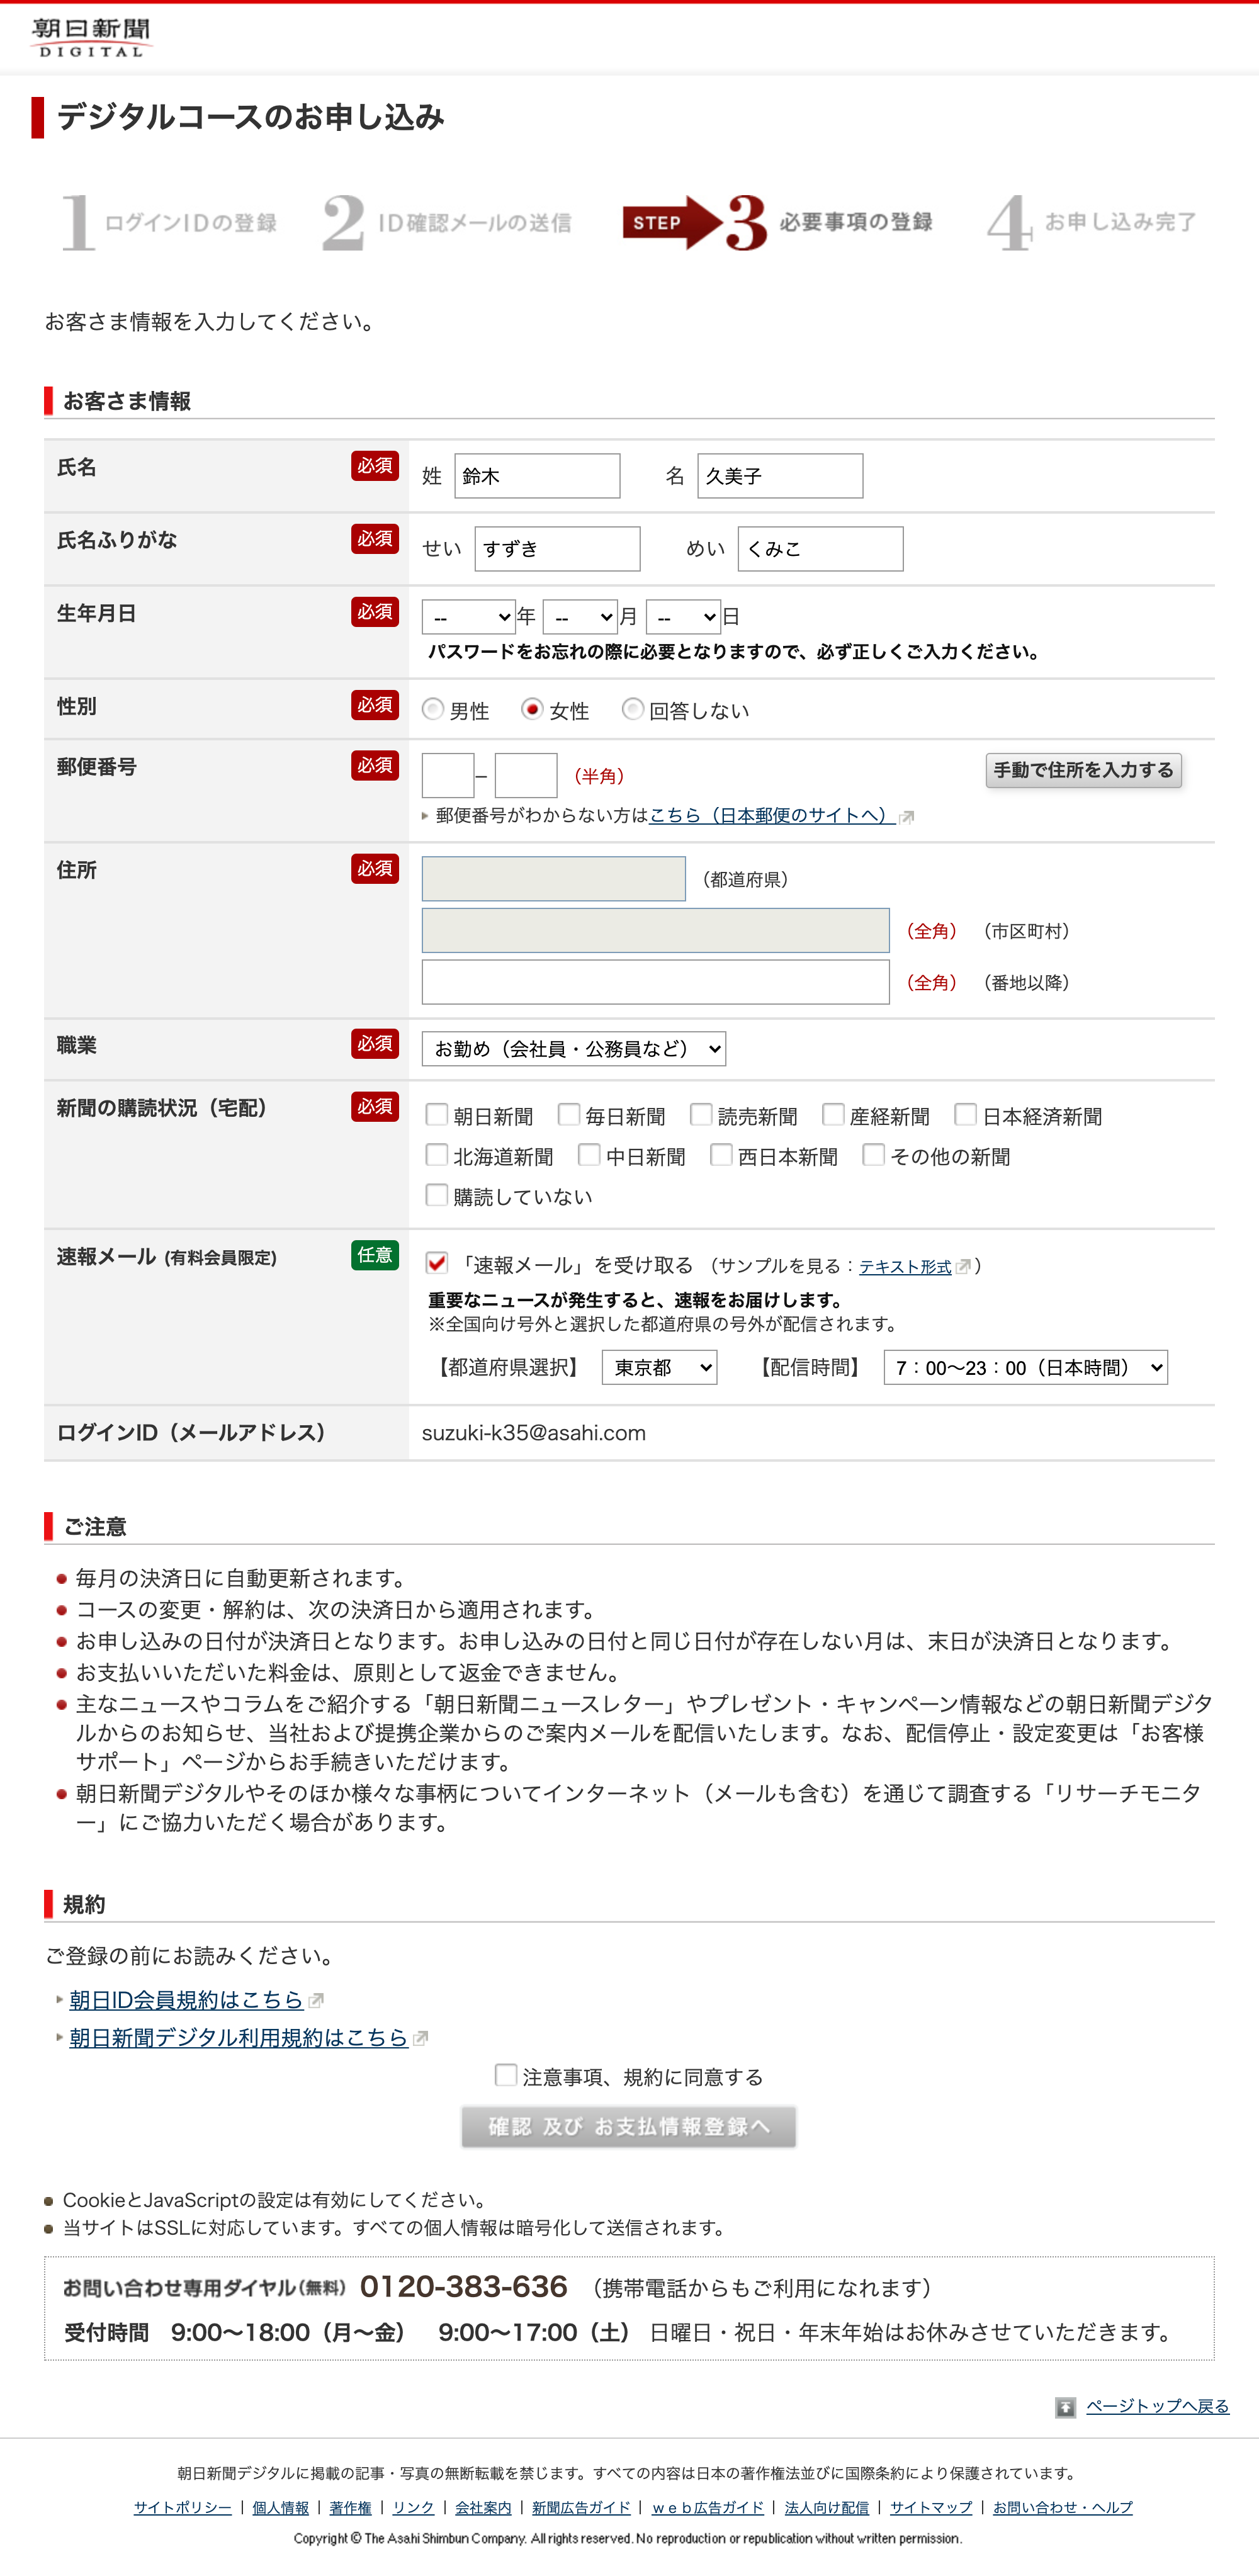 朝日新聞
DIGITAL
デジタルコースのお申し込み
1 ログインIDの登録 2 ID確認メールの送信 STEP 3 必要事項の登録 4 お申し込み完了
お客さま情報を入力してください。
お客さま情報
氏名 必須 姓 鈴木 名 久美子
氏名ふりがな 必須 せい すずき めい くみこ
生年月日 必須 -- 年 -- 月 -- 日
パスワードをお忘れの際に必要となりますので、必ず正しくご入力ください。
性別 必須 男性 女性 回答しない
郵便番号 必須 – （半角） 手動で住所を入力する
郵便番号がわからない方はこちら（日本郵便のサイトへ）
住所 必須 （都道府県）
（全角） （市区町村）
（全角） （番地以降）
職業 必須 お勤め（会社員・公務員など）
新聞の購読状況（宅配） 必須 朝日新聞 毎日新聞 読売新聞 産経新聞 日本経済新聞
北海道新聞 中日新聞 西日本新聞 その他の新聞
購読していない
速報メール (有料会員限定) 任意 「速報メール」を受け取る （サンプルを見る：テキスト形式）
重要なニュースが発生すると、速報をお届けします。
※全国向け号外と選択した都道府県の号外が配信されます。
【都道府県選択】 東京都 【配信時間】 7：00〜23：00（日本時間）
ログインID（メールアドレス） suzuki-k35@asahi.com
ご注意
毎月の決済日に自動更新されます。
コースの変更・解約は、次の決済日から適用されます。
お申し込みの日付が決済日となります。お申し込みの日付と同じ日付が存在しない月は、末日が決済日となります。
お支払いいただいた料金は、原則として返金できません。
主なニュースやコラムをご紹介する「朝日新聞ニュースレター」やプレゼント・キャンペーン情報などの朝日新聞デジタ
ルからのお知らせ、当社および提携企業からのご案内メールを配信いたします。なお、配信停止・設定変更は「お客様
サポート」ページからお手続きいただけます。
朝日新聞デジタルやそのほか様々な事柄についてインターネット（メールも含む）を通じて調査する「リサーチモニタ
ー」にご協力いただく場合があります。
規約
ご登録の前にお読みください。
朝日ID会員規約はこちら
朝日新聞デジタル利用規約はこちら
注意事項、規約に同意する
確認 及び お支払情報登録へ
CookieとJavaScriptの設定は有効にしてください。
当サイトはSSLに対応しています。すべての個人情報は暗号化して送信されます。
お問い合わせ専用ダイヤル（無料） 0120-383-636 （携帯電話からもご利用になれます）
受付時間 9:00〜18:00（月〜金） 9:00〜17:00（土） 日曜日・祝日・年末年始はお休みさせていただきます。
ページトップへ戻る
朝日新聞デジタルに掲載の記事・写真の無断転載を禁じます。すべての内容は日本の著作権法並びに国際条約により保護されています。
サイトポリシー | 個人情報 | 著作権 | リンク | 会社案内 | 新聞広告ガイド | ｗｅｂ広告ガイド | 法人向け配信 | サイトマップ | お問い合わせ・ヘルプ
Copyright © The Asahi Shimbun Company. All rights reserved. No reproduction or republication without written permission.